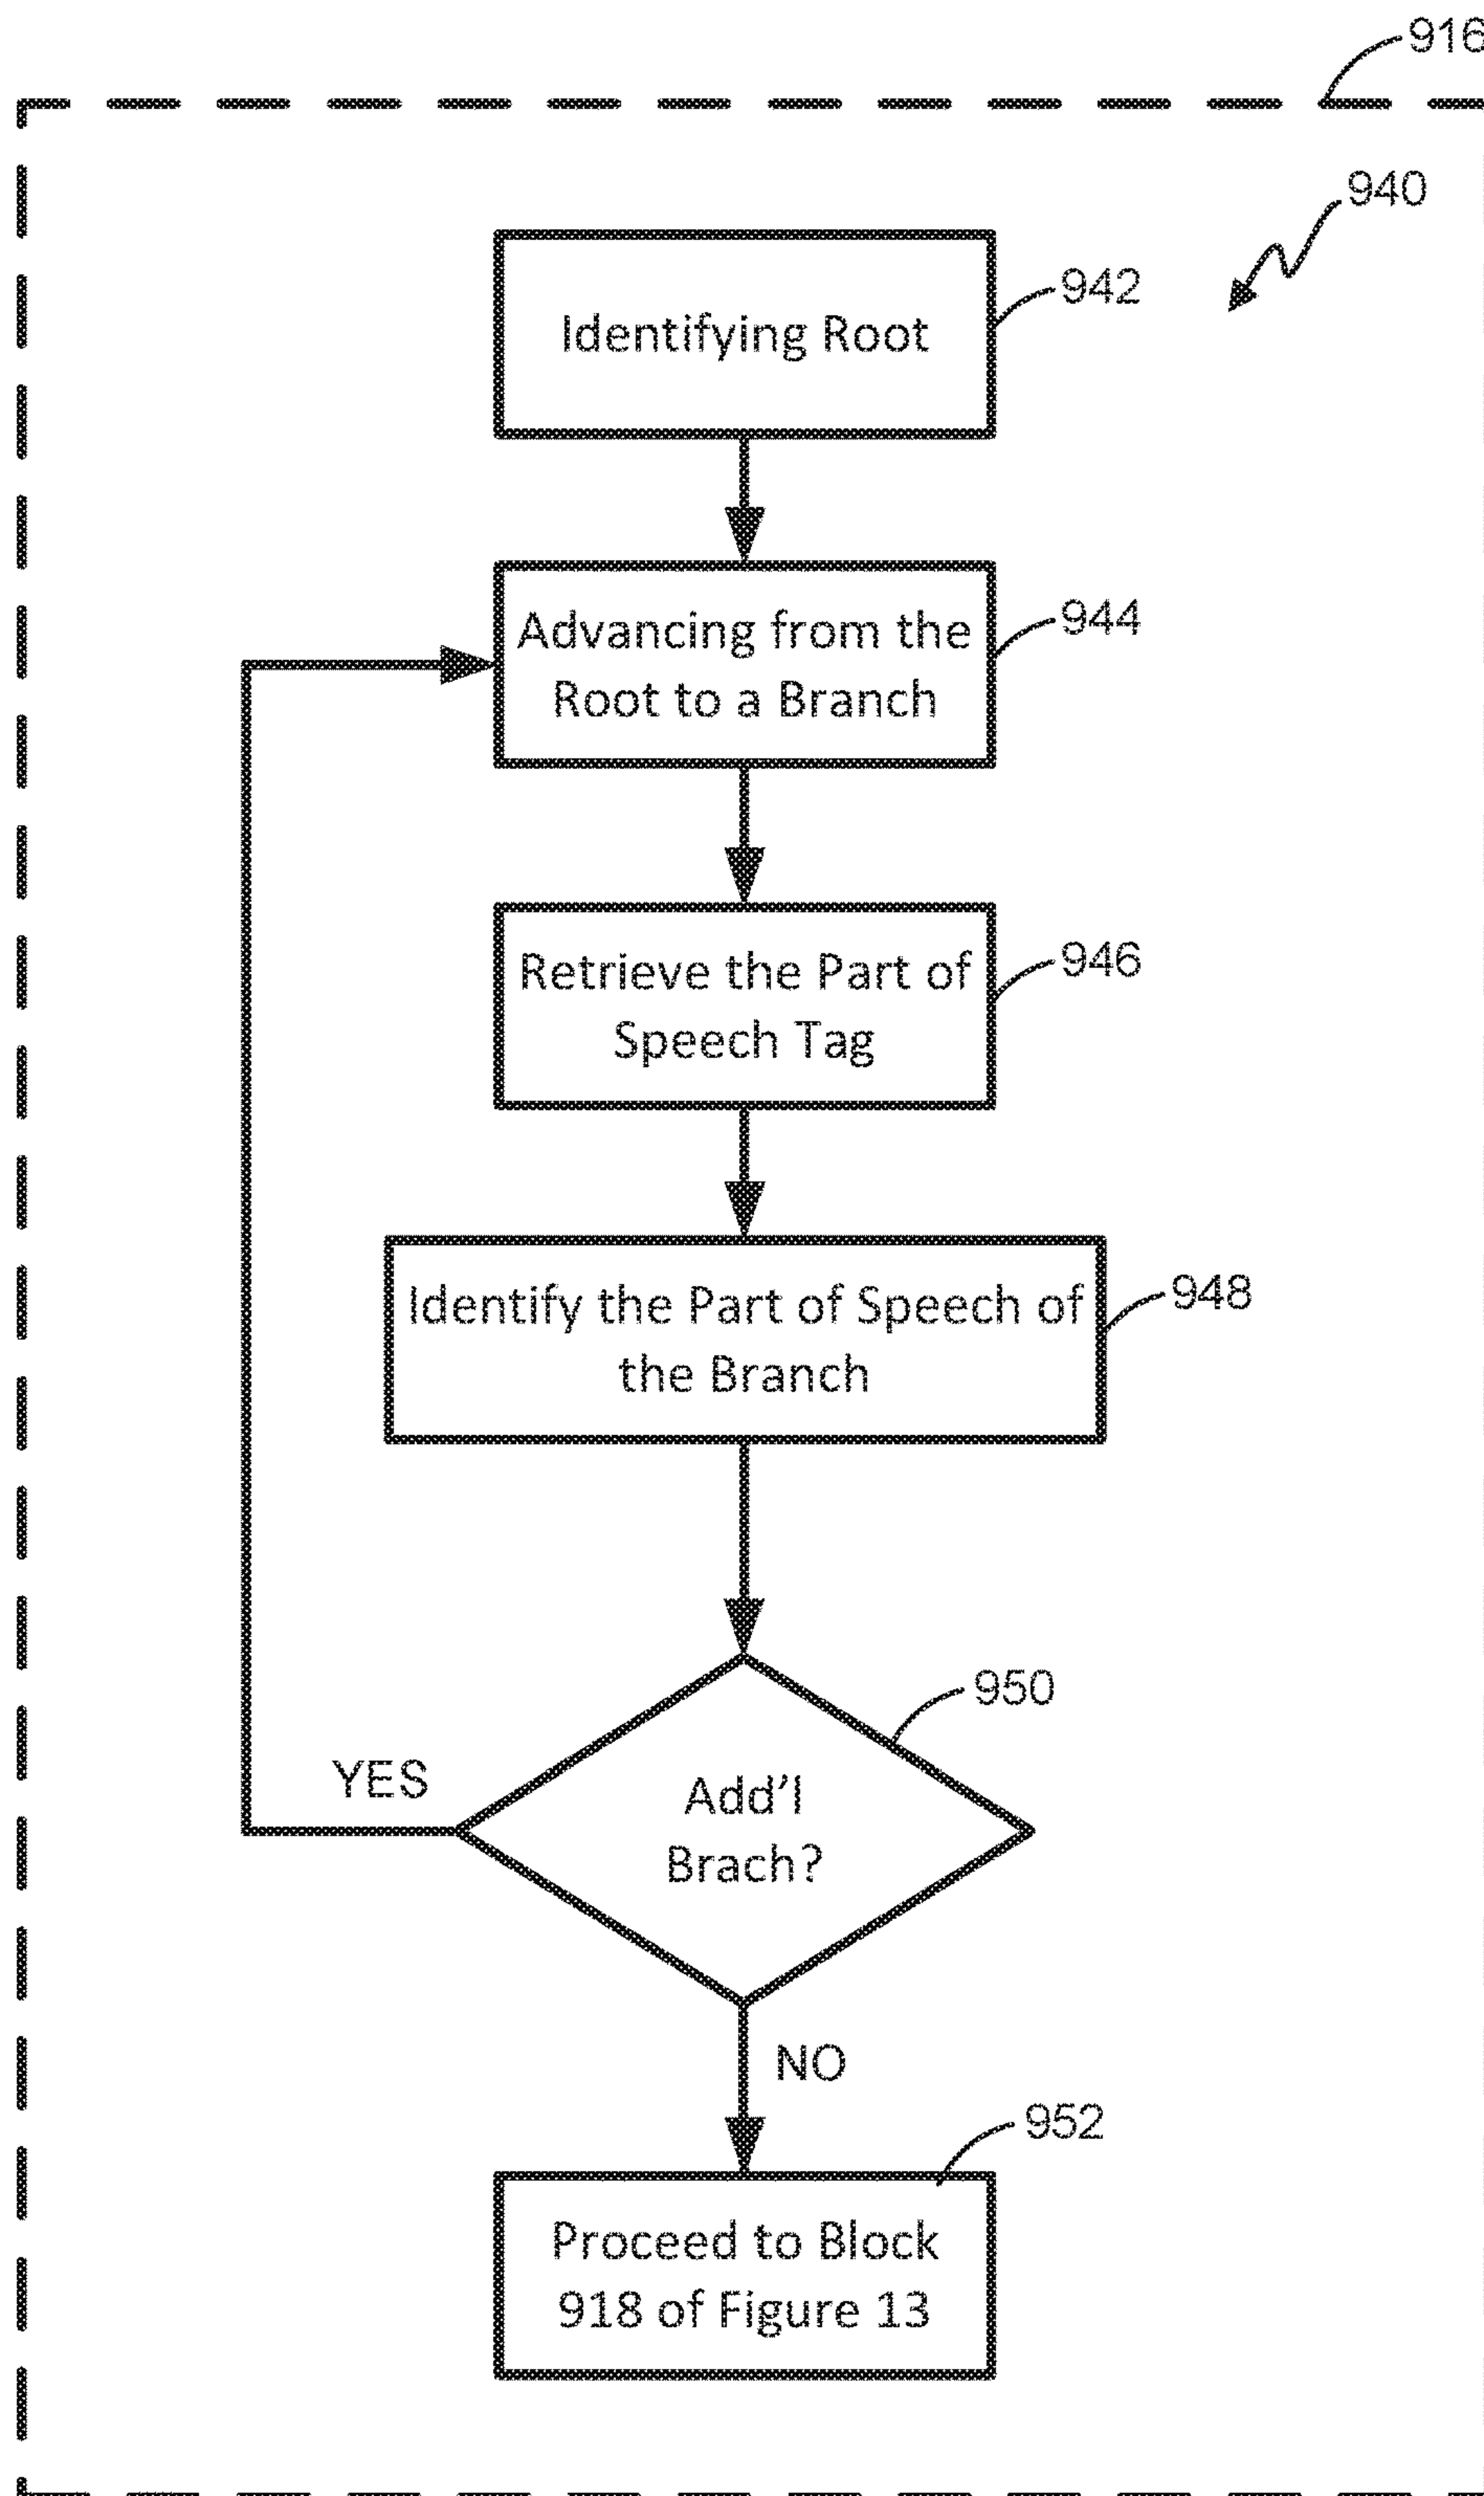 916
940
942
Identifying Root
944
Advancing from the
Root to a Branch
946
Retrieve the Part of
Speech Tag
948
Identify the Part of Speech of
the Branch
950
YES
Add'l
Brach?
NO
952
Proceed to Block
918 of Figure 13